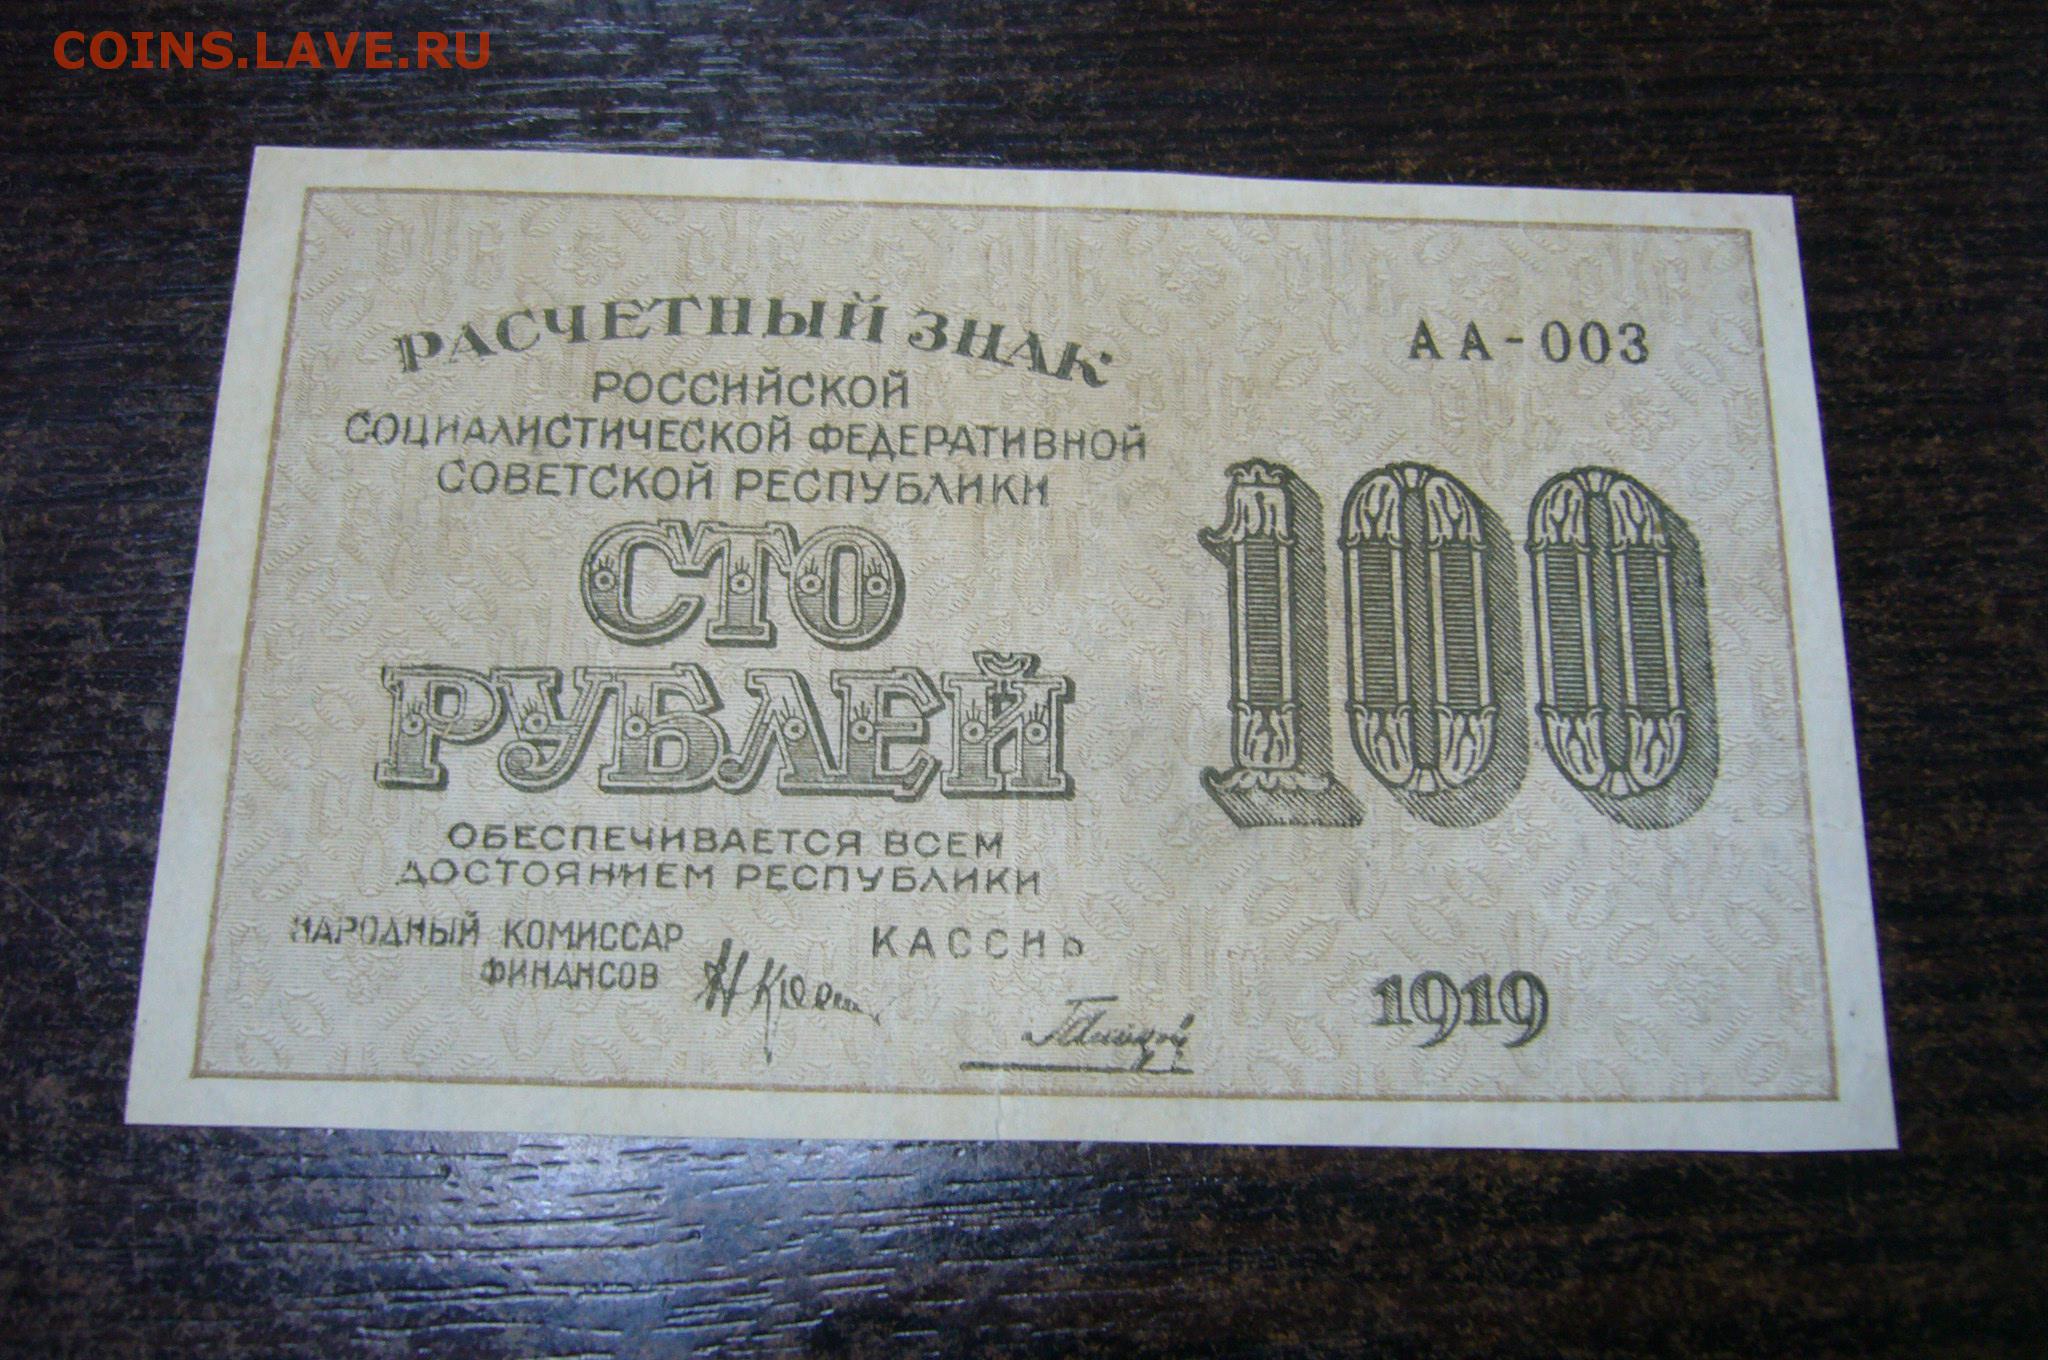 COINS.LAVE.RU
РАСЧЕТНЫЙ ЗНАК
РОССИЙСКОЙ
СОЦИАЛИСТИЧЕСКОЙ ФЕДЕРАТИВНОЙ
СОВЕТСКОЙ РЕСПУБЛИКИ
СТО
РУБЛЕЙ
ОБЕСПЕЧИВАЕТСЯ ВСЕМ
ДОСТОЯНИЕМ РЕСПУБЛИКИ
НАРОДНЫЙ КОМИССАР
ФИНАНСОВ
КАССИРЪ
АА-003
100
1919